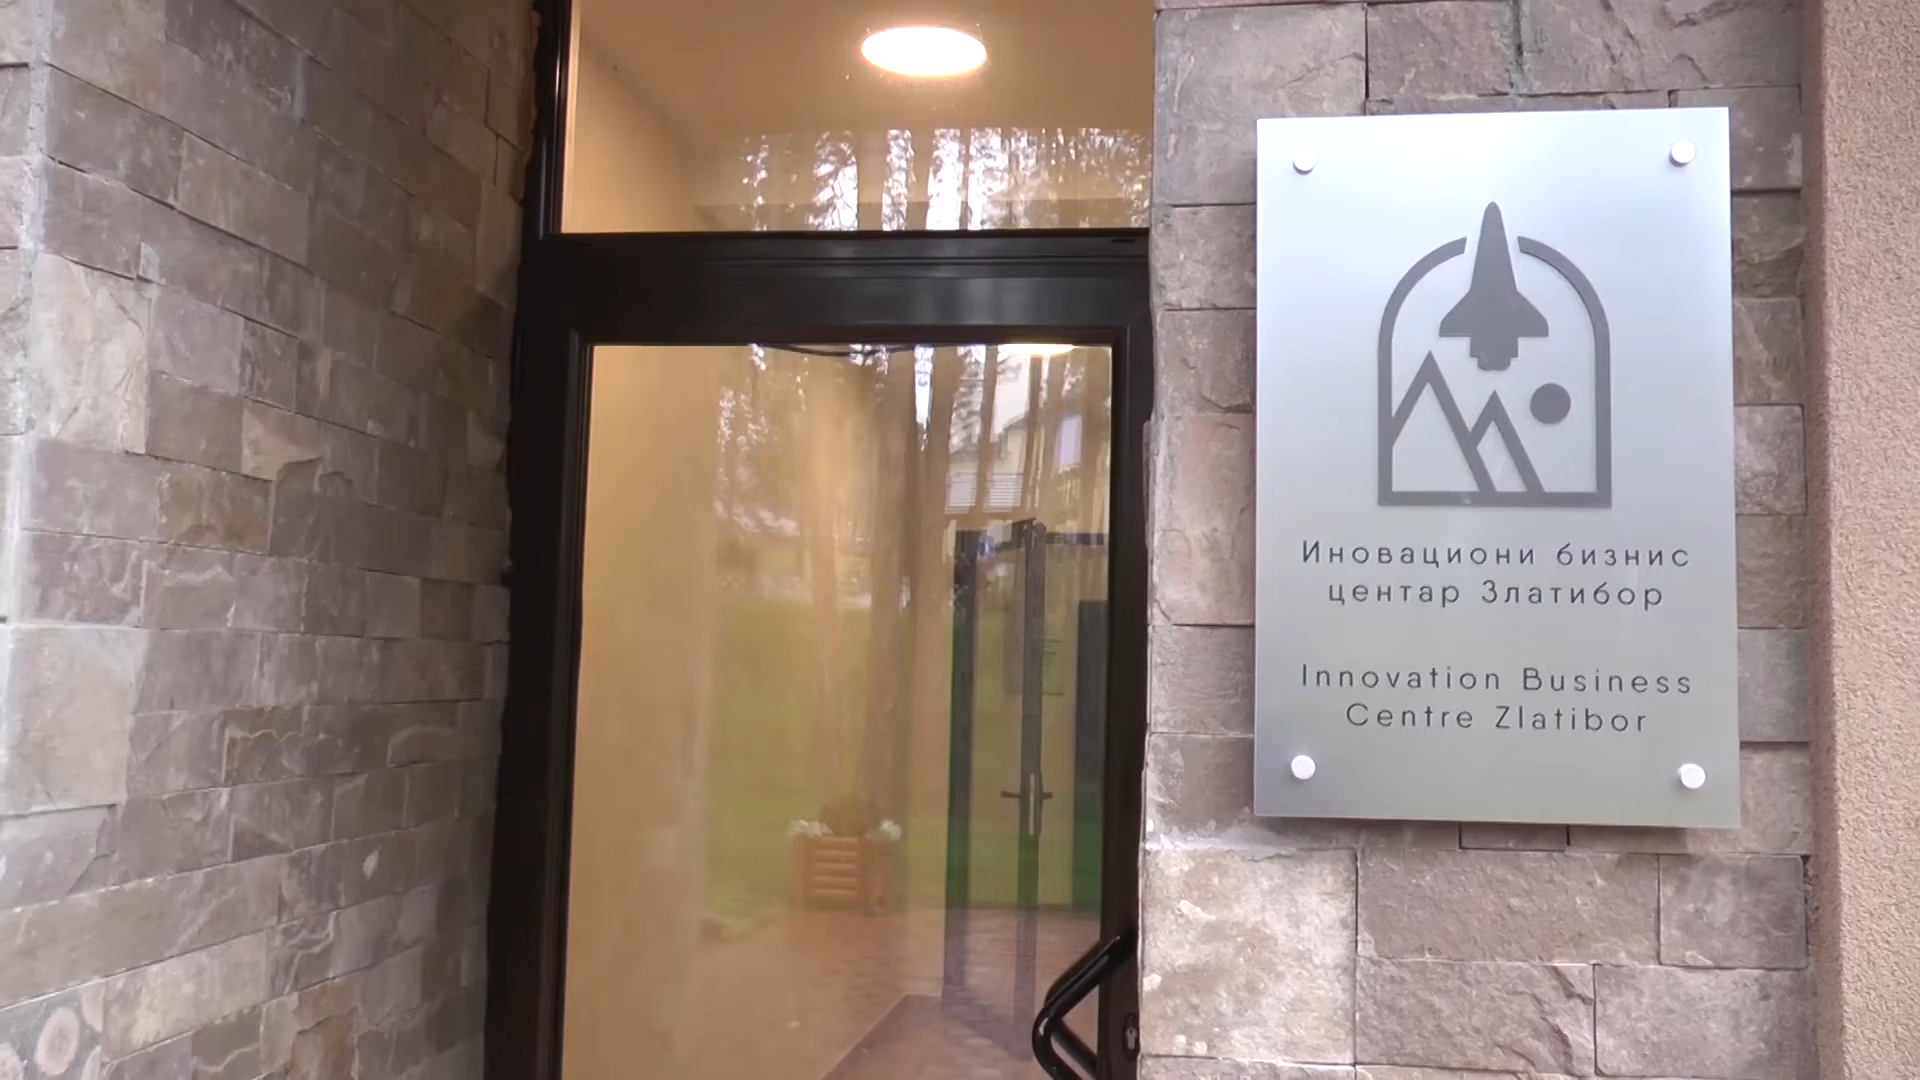 Иновациони бизнис
центар Златибор
Innovation Business
Centre Zlatibor